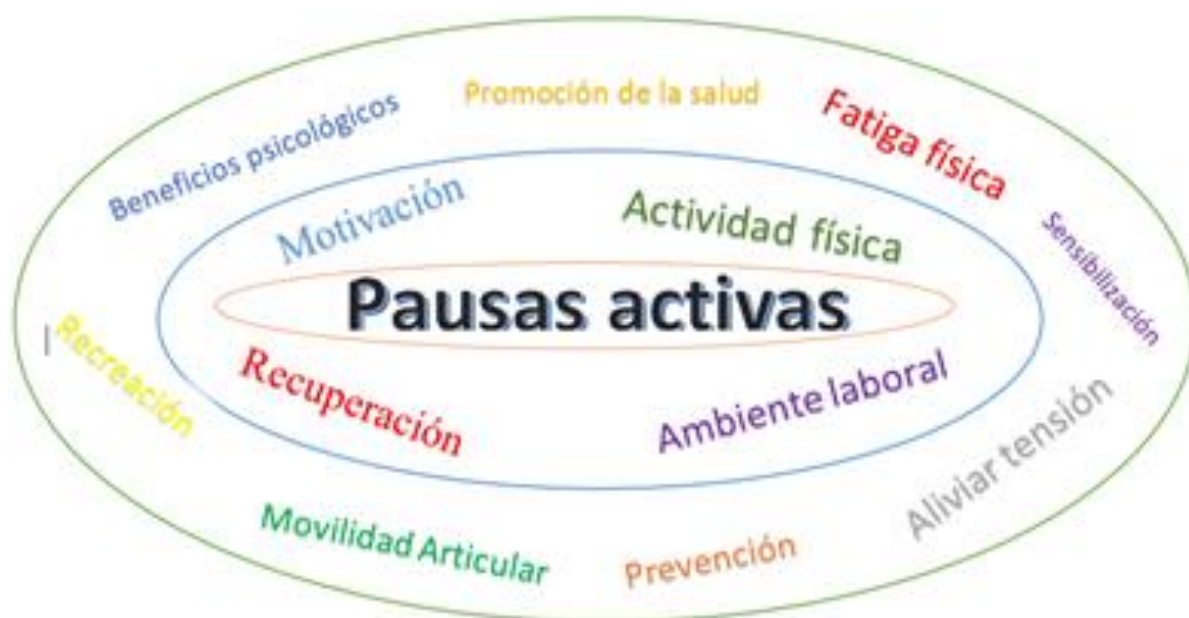 Promoción de la salud
Fatiga física
Beneficios psicológicos
Motivación
Actividad física
Sensibilización
Pausas activas
Recreación
Recuperación
Ambiente laboral
Aliviar tensión
Movilidad Articular
Prevención